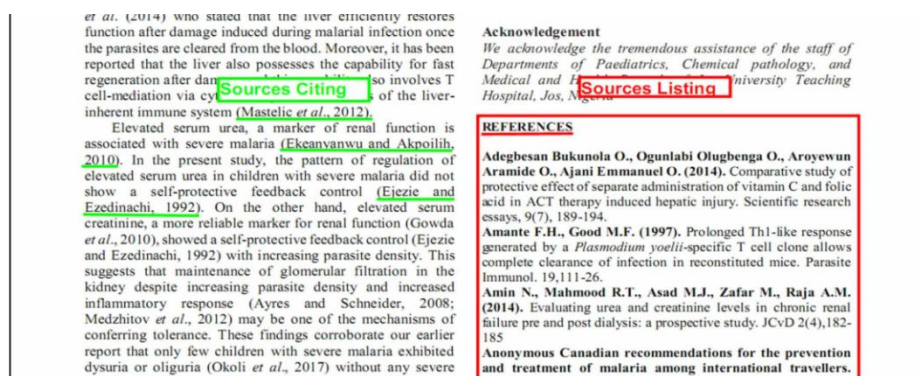 et al. (2014) who stated that the liver efficiently restores
function after damage induced during malarial infection once
the parasites are cleared from the blood. Moreover, it has been
reported that the liver also possesses the capability for fast
regeneration after so involves T
Sources Citing
cell-mediation via of the liver-
inherent immune system (Mastelic et al., 2012).
Elevated serum urea, a marker of renal function is
associated with severe malaria (Ekeanyanwu and Akpoilih,
2010). In the present study, the pattern of regulation of
elevated serum urea in children with severe malaria did not
show a self-protective feedback control (Ejezie and
Ezedinachi, 1992). On the other hand, elevated serum
creatinine, a more reliable marker for renal function (Gowda
et al., 2010), showed a self-protective feedback control (Ejezie
and Ezedinachi, 1992) with increasing parasite density. This
suggests that maintenance of glomerular filtration in the
kidney despite increasing parasite density and increased
inflammatory response (Ayres and Schneider, 2008;
Medzhitov et al., 2012) may be one of the mechanisms of
conferring tolerance. These findings corroborate our earlier
report that only few children with severe malaria exhibited
dysuria or oliguria (Okoli et al., 2017) without any severe
Acknowledgement
We acknowledge the tremendous assistance of the staff of
Departments of Paediatrics, Chemical pathology, and
Medical and University Teaching
Sources Listing
Hospital, Jos,
REFERENCES
Adegbesan Bukunola O., Ogunlabi Olugbenga O., Aroyewun
Aramide O., Ajani Emmanuel O. (2014). Comparative study of
protective effect of separate administration of vitamin C and folic
acid in ACT therapy induced hepatic injury. Scientific research
essays, 9(7), 189-194.
Amante F.H., Good M.F. (1997). Prolonged Th1-like response
generated by a Plasmodium yoelii-specific T cell clone allows
complete clearance of infection in reconstituted mice. Parasite
Immunol. 19,111-26.
Amin N., Mahmood R.T., Asad M.J., Zafar M., Raja A.M.
(2014). Evaluating urea and creatinine levels in chronic renal
failure pre and post dialysis: a prospective study. JCvD 2(4),182-
185
Anonymous Canadian recommendations for the prevention
and treatment of malaria among international travellers.